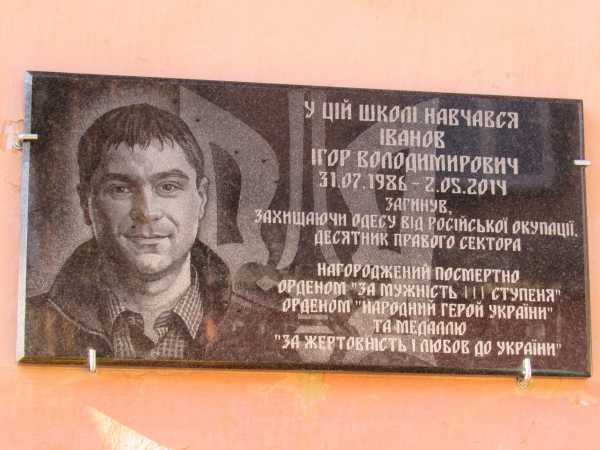 У ЦІЙ ШКОЛІ НАВЧАВСЯ
ІВАНОВ
ІГОР ВОЛОДИМИРОВИЧ
31.07.1986 - 2.05.2014
ЗАГИНУВ,
ЗАХИЩАЮЧИ ОДЕСУ ВІД РОСІЙСЬКОЇ ОКУПАЦІЇ.
ДЕСЯТНИК ПРАВОГО СЕКТОРА
НАГОРОДЖЕНИЙ ПОСМЕРТНО
ОРДЕНОМ "ЗА МУЖНІСТЬ ІІІ СТУПЕНЯ"
ОРДЕНОМ "НАРОДНИЙ ГЕРОЙ УКРАЇНИ"
ТА МЕДАЛЛЮ
"ЗА ЖЕРТОВНІСТЬ І ЛЮБОВ ДО УКРАЇНИ"